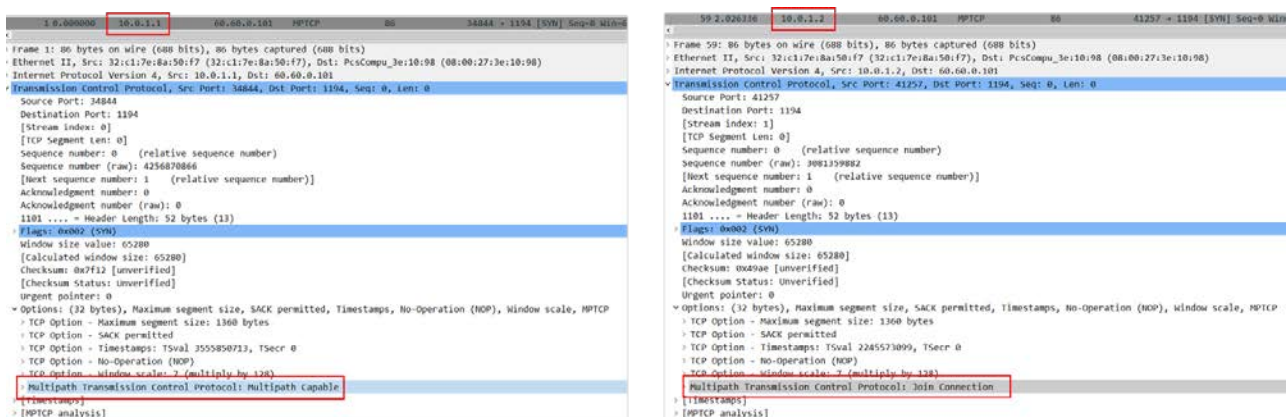 1 0.000000 10.0.1.1 60.60.0.101 MPTCP 86 34844 → 1194 [SYN] Seq=0 Win=6
Frame 1: 86 bytes on wire (688 bits), 86 bytes captured (688 bits)
Ethernet II, Src: 32:c1:7e:8a:50:f7 (32:c1:7e:8a:50:f7), Dst: PcsCompu_3e:10:98 (08:00:27:3e:10:98)
Internet Protocol Version 4, Src: 10.0.1.1, Dst: 60.60.0.101
Transmission Control Protocol, Src Port: 34844, Dst Port: 1194, Seq: 0, Len: 0
Source Port: 34844
Destination Port: 1194
[Stream index: 0]
[TCP Segment Len: 0]
Sequence number: 0 (relative sequence number)
Sequence number (raw): 4256870866
[Next sequence number: 1 (relative sequence number)]
Acknowledgment number: 0
Acknowledgment number (raw): 0
1101 .... = Header Length: 52 bytes (13)
Flags: 0x002 (SYN)
Window size value: 65280
[Calculated window size: 65280]
Checksum: 0x7f12 [unverified]
[Checksum Status: Unverified]
Urgent pointer: 0
Options: (32 bytes), Maximum segment size, SACK permitted, Timestamps, No-Operation (NOP), Window scale, MPTCP
TCP Option - Maximum segment size: 1360 bytes
TCP Option - SACK permitted
TCP Option - Timestamps: TSval 3555850713, TSecr 0
TCP Option - No-Operation (NOP)
TCP Option - Window scale: 7 (multiply by 128)
Multipath Transmission Control Protocol: Multipath Capable
[Timestamps]
[MPTCP analysis]
59 2.026336 10.0.1.2 60.60.0.101 MPTCP 86 41257 → 1194 [SYN] Seq=0 Win
Frame 59: 86 bytes on wire (688 bits), 86 bytes captured (688 bits)
Ethernet II, Src: 32:c1:7e:8a:50:f7 (32:c1:7e:8a:50:f7), Dst: PcsCompu_3e:10:98 (08:00:27:3e:10:98)
Internet Protocol Version 4, Src: 10.0.1.2, Dst: 60.60.0.101
Transmission Control Protocol, Src Port: 41257, Dst Port: 1194, Seq: 0, Len: 0
Source Port: 41257
Destination Port: 1194
[Stream index: 1]
[TCP Segment Len: 0]
Sequence number: 0 (relative sequence number)
Sequence number (raw): 3081359882
[Next sequence number: 1 (relative sequence number)]
Acknowledgment number: 0
Acknowledgment number (raw): 0
1101 .... = Header Length: 52 bytes (13)
Flags: 0x002 (SYN)
Window size value: 65280
[Calculated window size: 65280]
Checksum: 0x49ae [unverified]
[Checksum Status: Unverified]
Urgent pointer: 0
Options: (32 bytes), Maximum segment size, SACK permitted, Timestamps, No-Operation (NOP), Window scale, MPTCP
TCP Option - Maximum segment size: 1360 bytes
TCP Option - SACK permitted
TCP Option - Timestamps: TSval 2245573099, TSecr 0
TCP Option - No-Operation (NOP)
TCP Option - Window scale: 7 (multiply by 128)
Multipath Transmission Control Protocol: Join Connection
[Timestamps]
[MPTCP analysis]